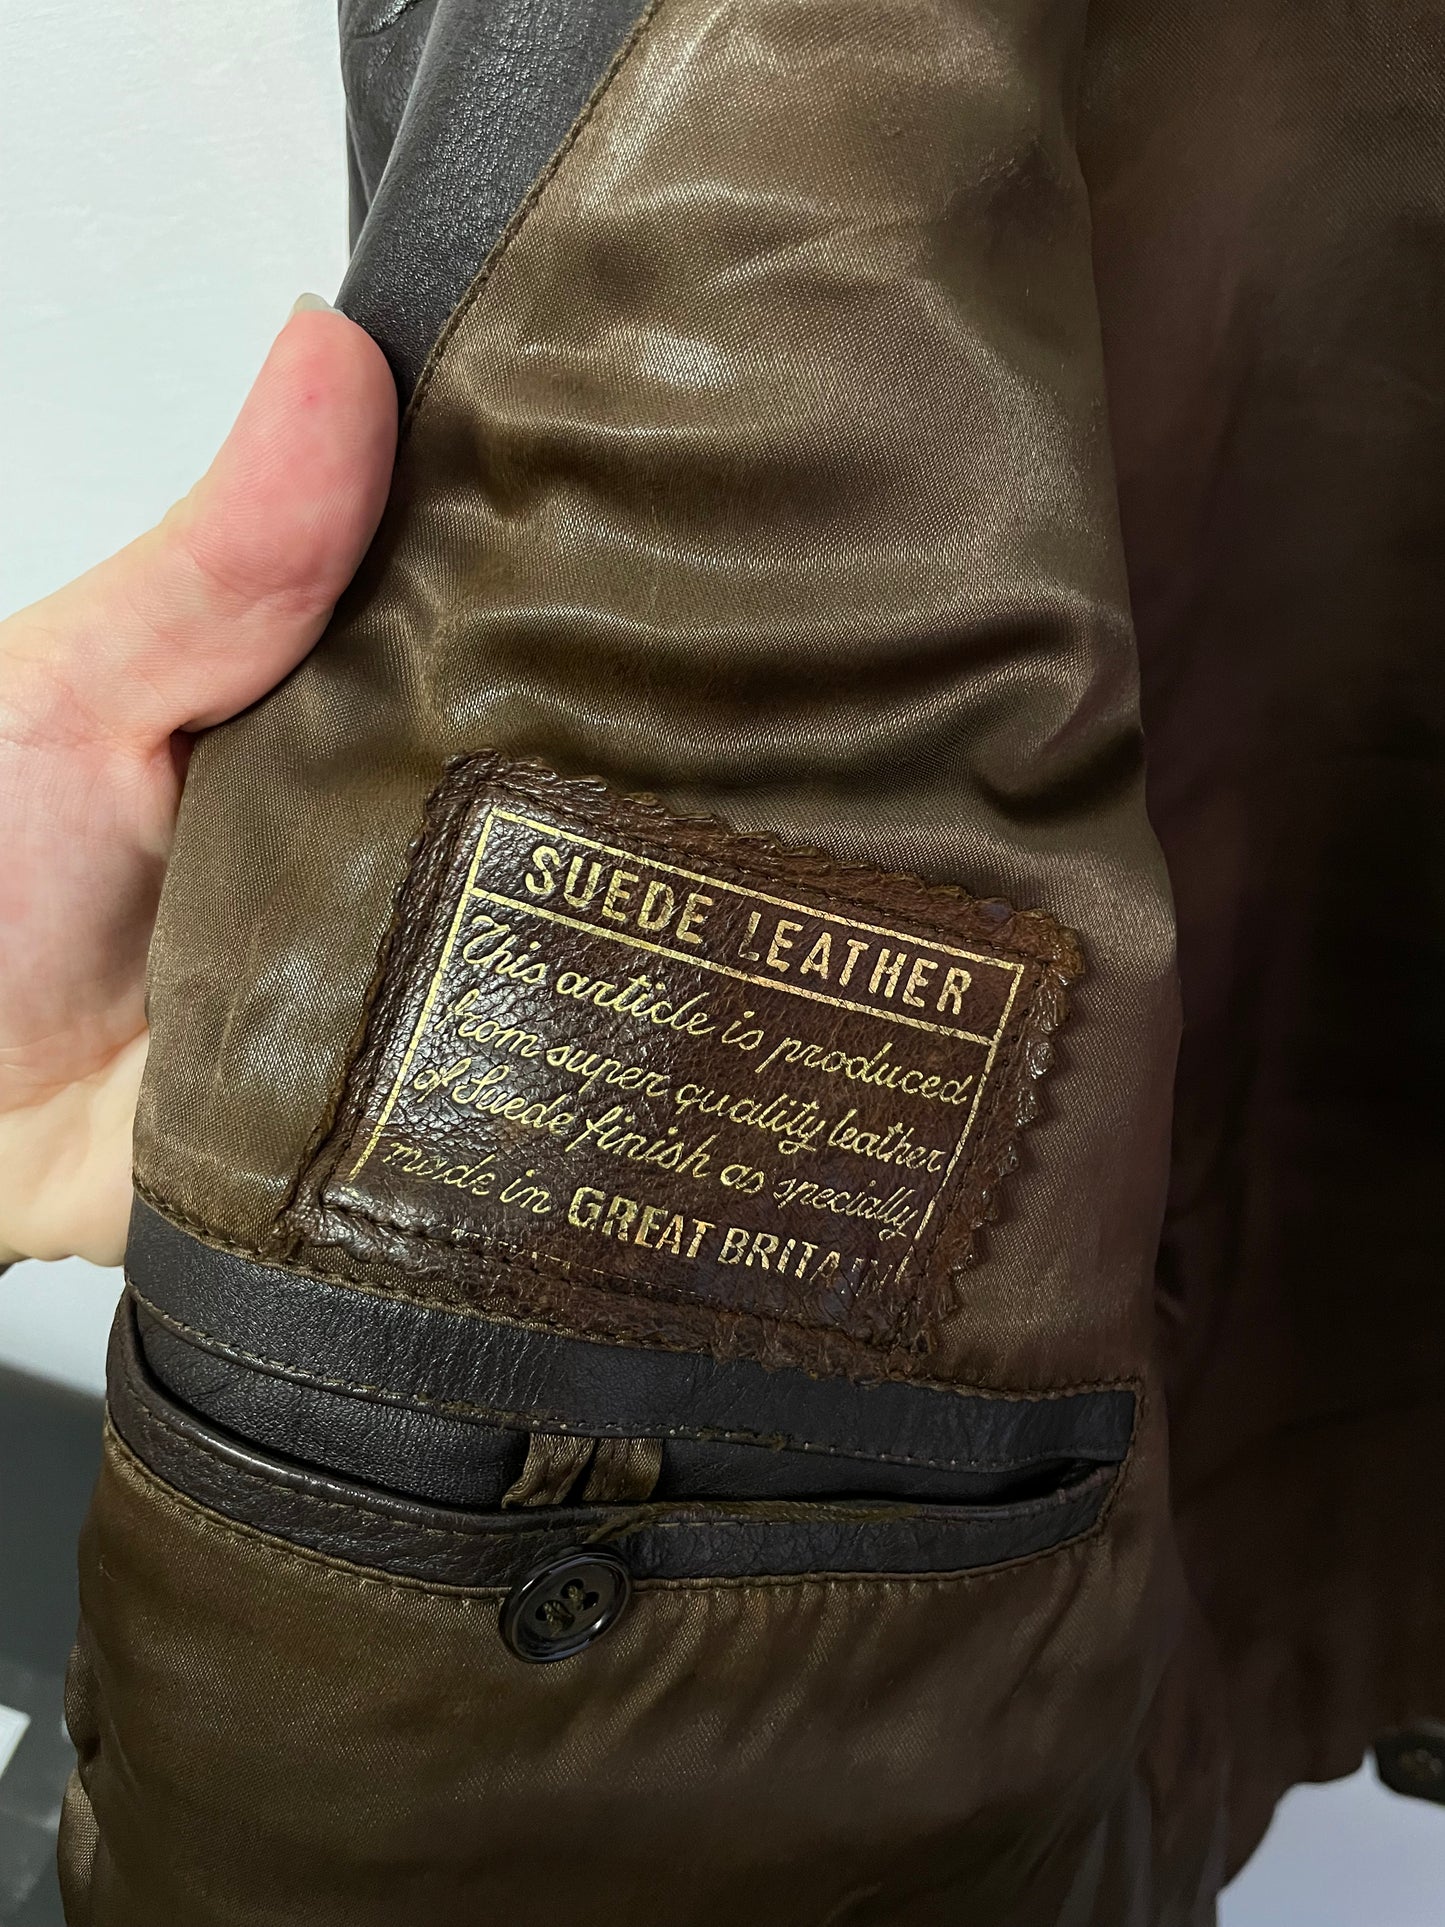 SUEDE LEATHER
This article is produced
from super quality leather
of Suede finish as specially
made in GREAT BRITAIN